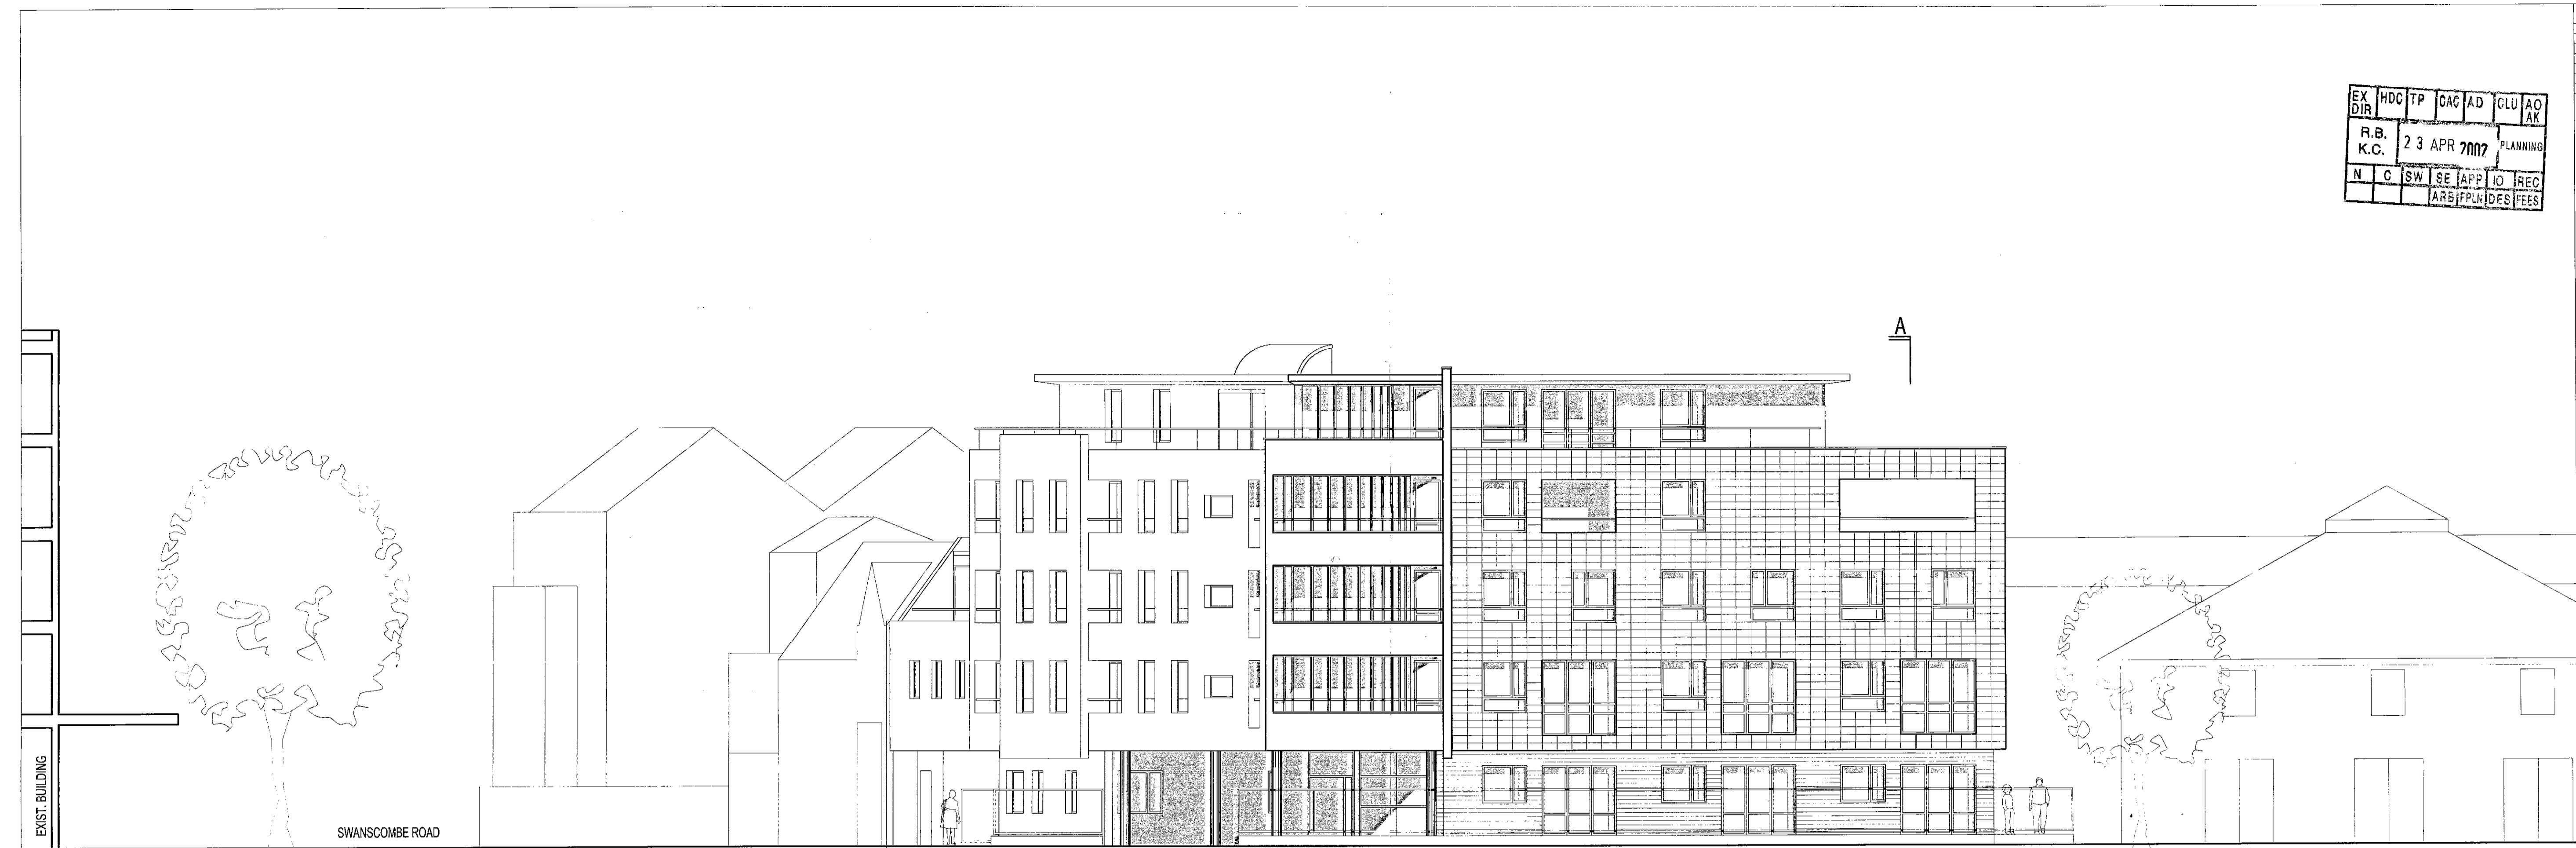 EX DIR HDC TP CAC AD CLU AO AK
R.B. K.C. 23 APR 2002 PLANNING
N C SW SE APP IO REC
ARB FPLN DES FEES
A
EXIST. BUILDING
SWANSCOMBE ROAD